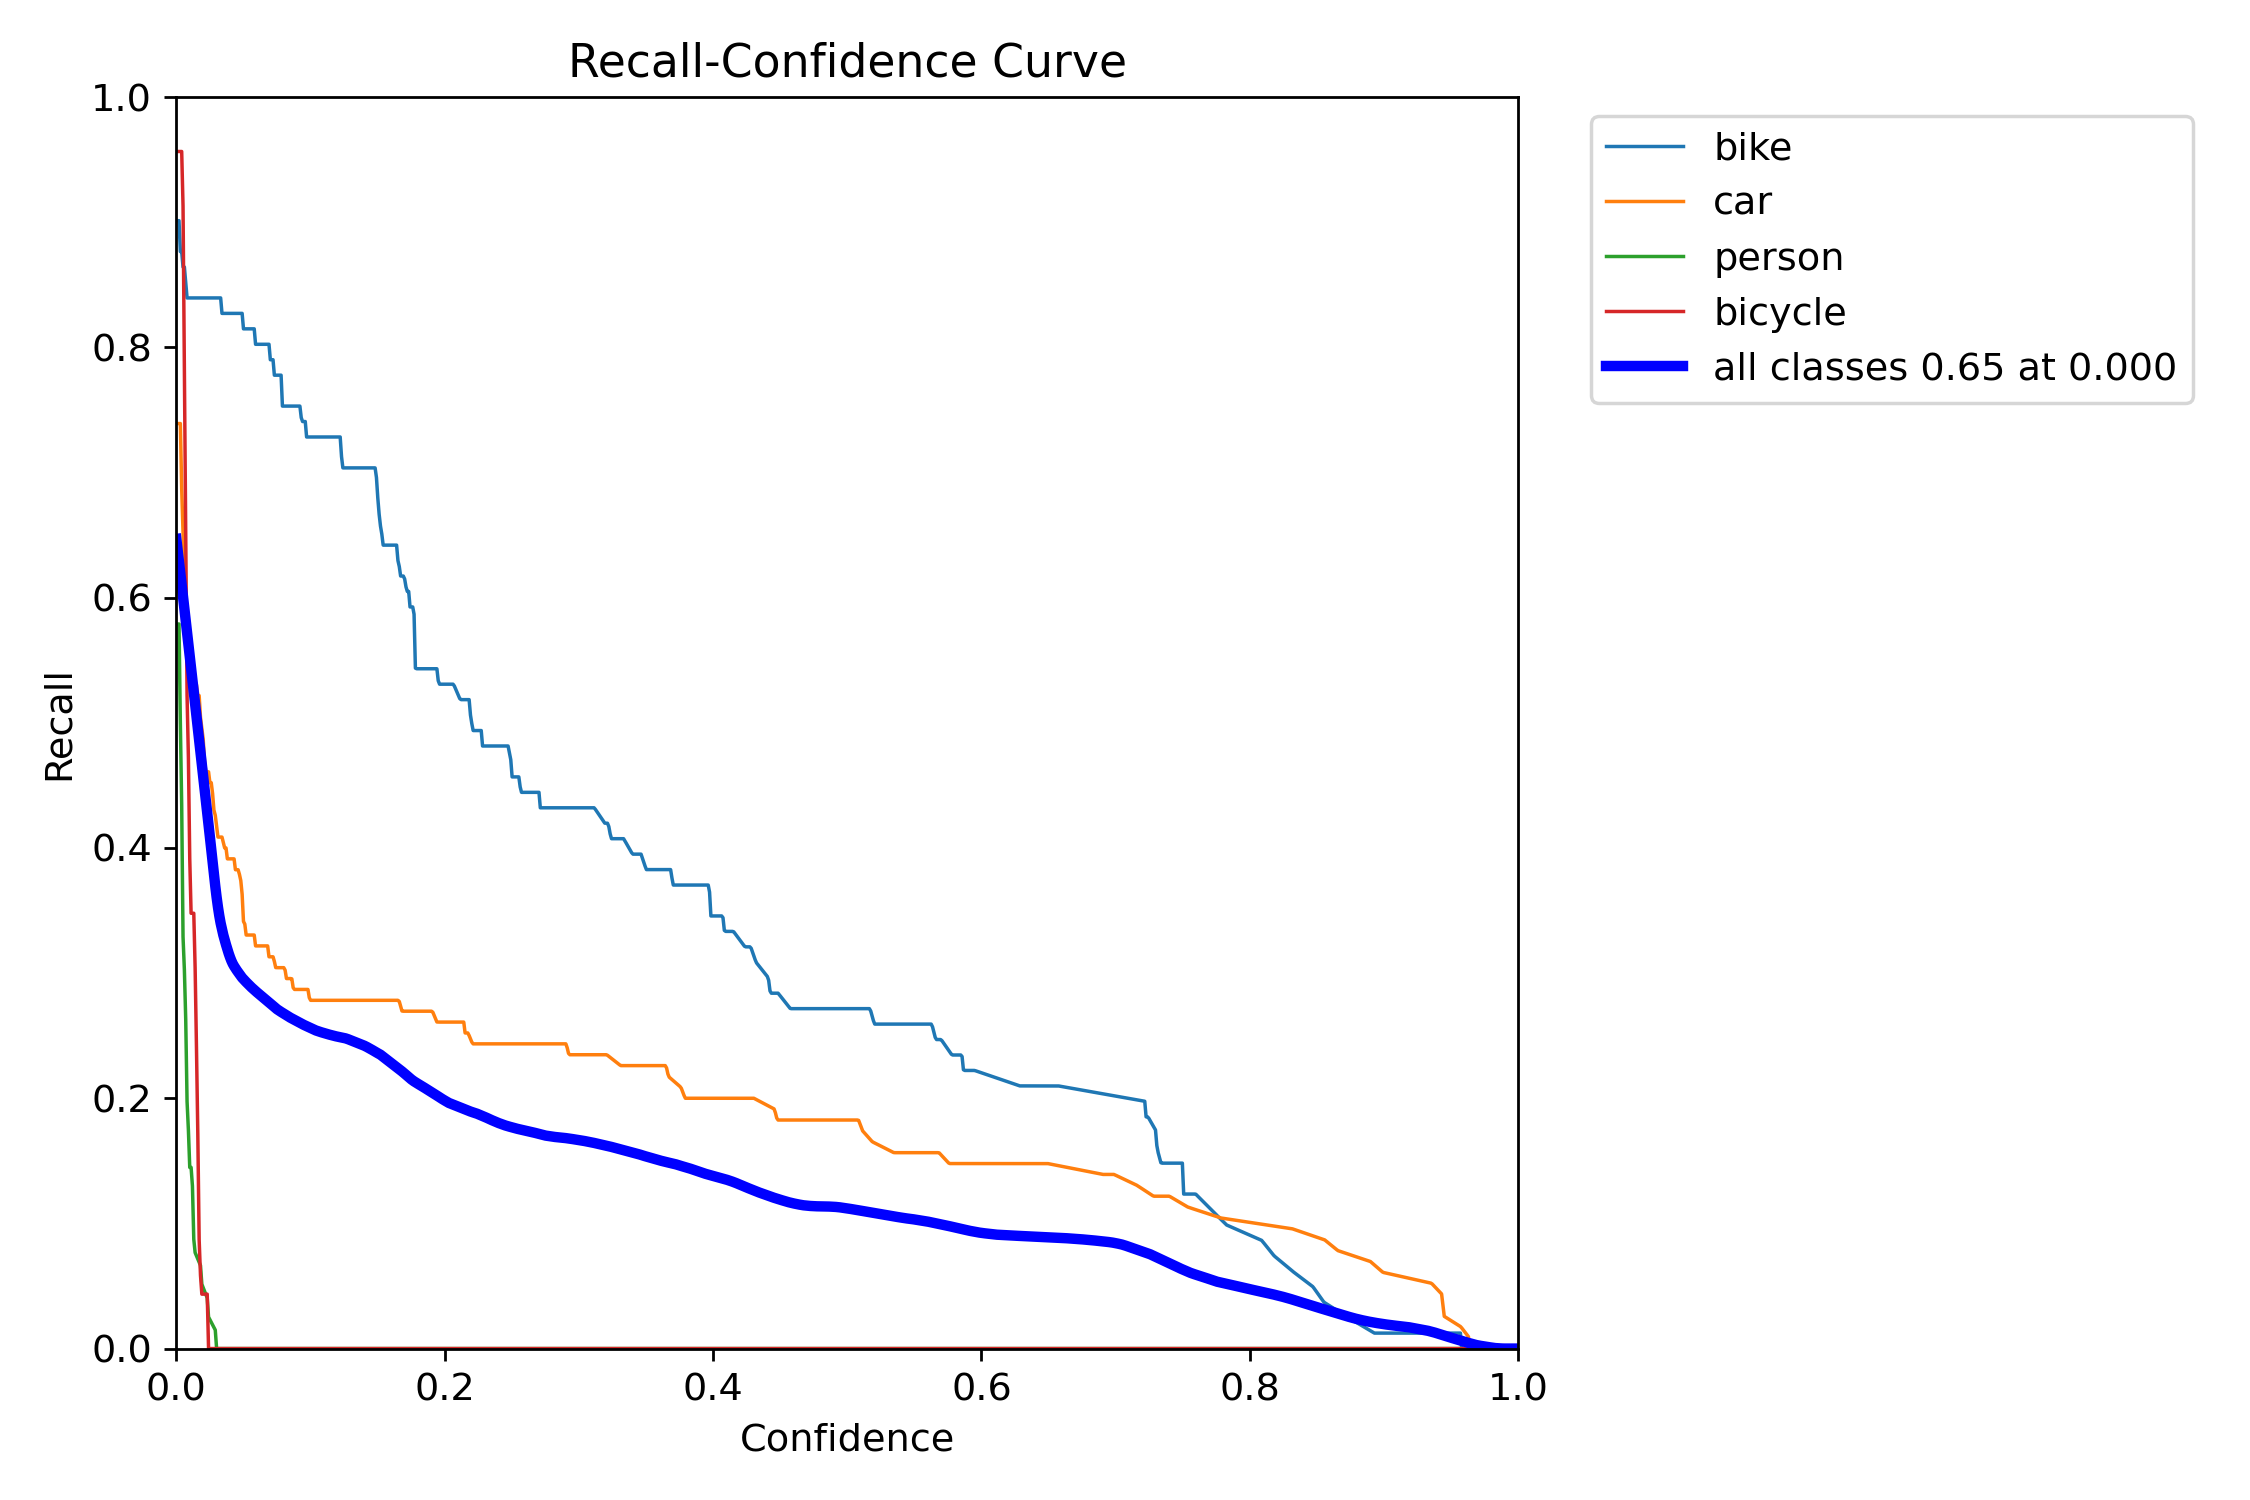 Recall-Confidence Curve
1.0
0.8
0.6
0.4
0.2
0.0
Recall
0.0 0.2 0.4 0.6 0.8 1.0
Confidence
bike
car
person
bicycle
all classes 0.65 at 0.000